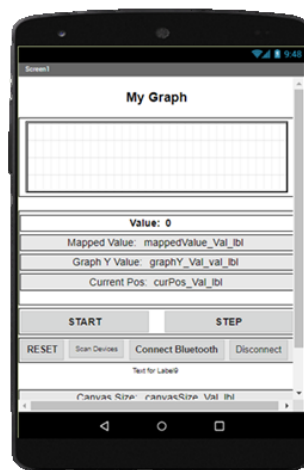 9:48
Screen1
My Graph
Value: 0
Mapped Value: mappedValue_Val_lbl
Graph Y Value: graphY_Val_val_lbl
Current Pos: curPos_Val_lbl
START STEP
RESET Scan Devices Connect Bluetooth Disconnect
Text for Label9
Canvas Size: canvasSize_Val_lbl